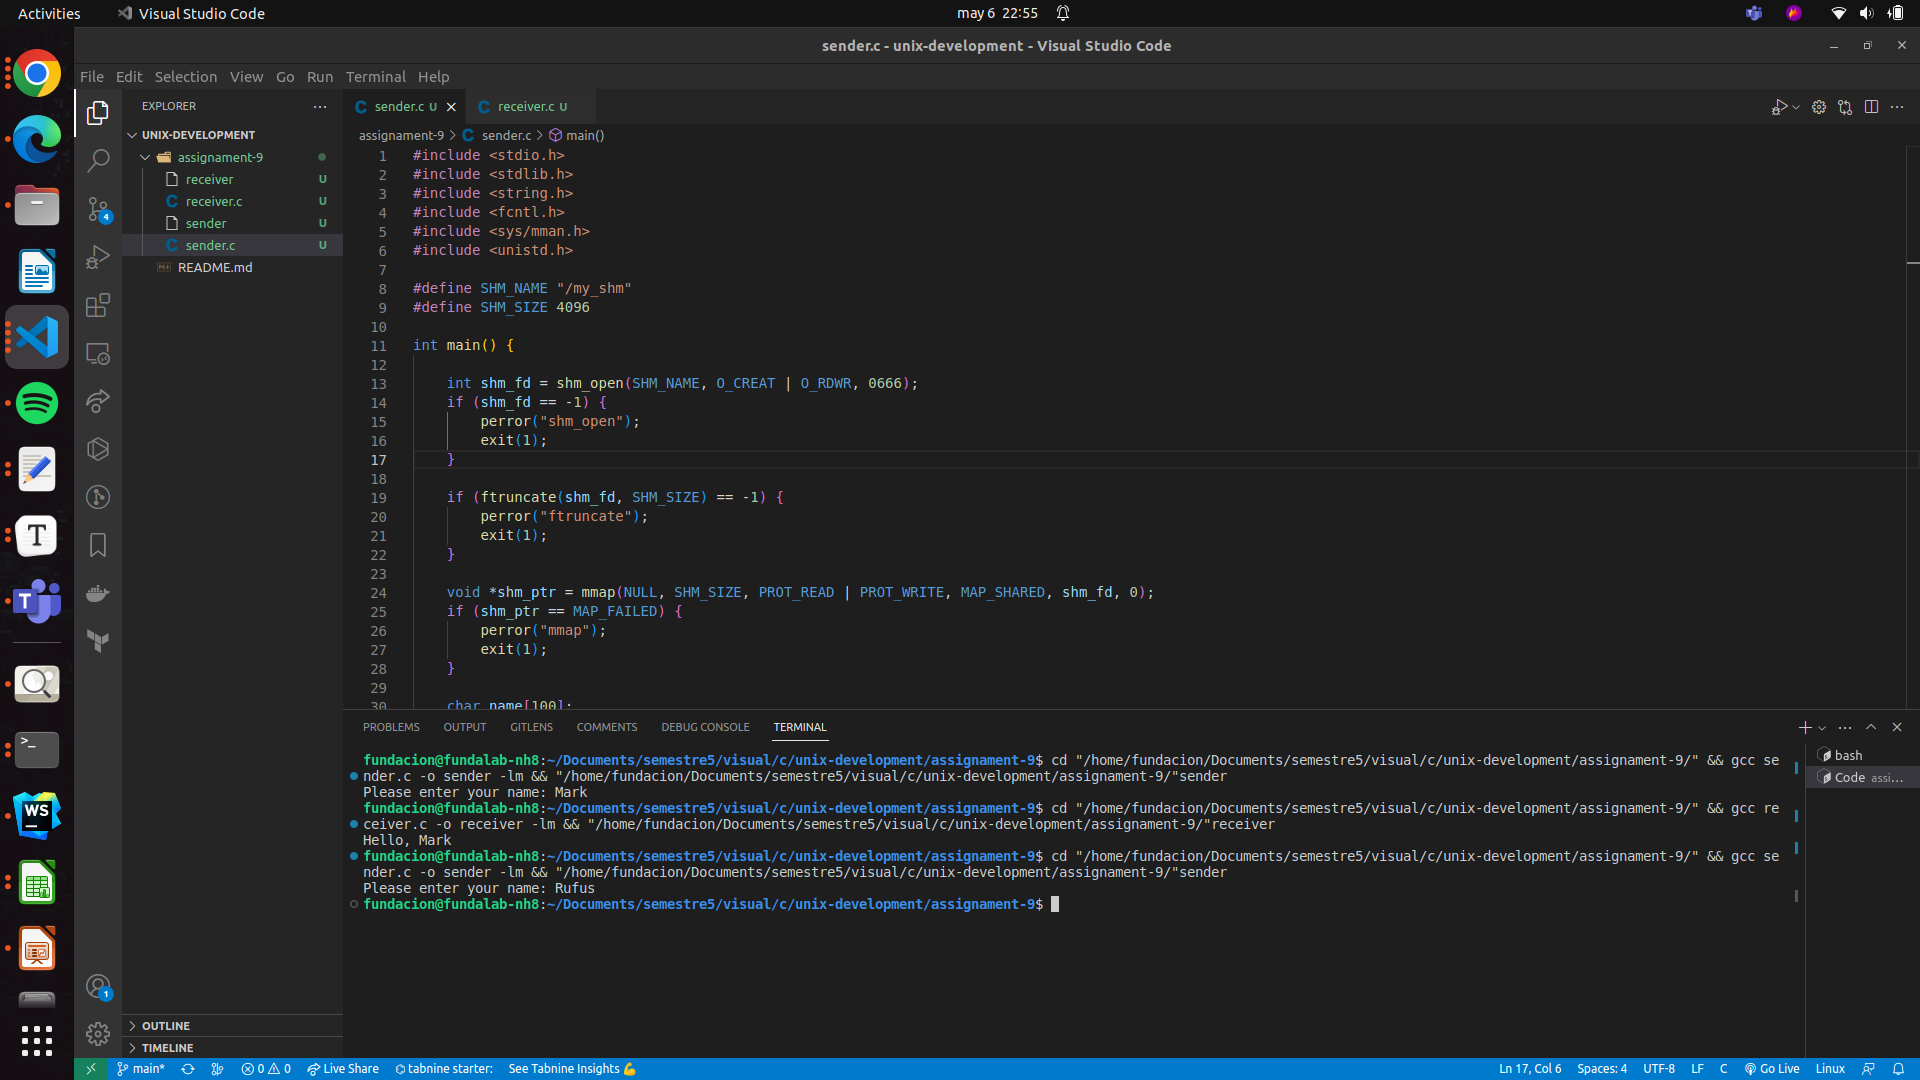 Activities
Visual Studio Code
may 6 22:55
sender.c - unix-development - Visual Studio Code
File Edit Selection View Go Run Terminal Help
EXPLORER
UNIX-DEVELOPMENT
assignament-9
receiver U
receiver.c U
sender U
sender.c U
README.md
OUTLINE
TIMELINE
4
1
sender.c U
receiver.c U
assignament-9 > sender.c > main()
1 #include <stdio.h>
2 #include <stdlib.h>
3 #include <string.h>
4 #include <fcntl.h>
5 #include <sys/mman.h>
6 #include <unistd.h>
7
8 #define SHM_NAME "/my_shm"
9 #define SHM_SIZE 4096
10
11 int main() {
12
13 int shm_fd = shm_open(SHM_NAME, O_CREAT | O_RDWR, 0666);
14 if (shm_fd == -1) {
15 perror("shm_open");
16 exit(1);
17 }
18
19 if (ftruncate(shm_fd, SHM_SIZE) == -1) {
20 perror("ftruncate");
21 exit(1);
22 }
23
24 void *shm_ptr = mmap(NULL, SHM_SIZE, PROT_READ | PROT_WRITE, MAP_SHARED, shm_fd, 0);
25 if (shm_ptr == MAP_FAILED) {
26 perror("mmap");
27 exit(1);
28 }
29
30 char name[100];
PROBLEMS OUTPUT GITLENS COMMENTS DEBUG CONSOLE TERMINAL
fundacion@fundalab-nh8:~/Documents/semestre5/visual/c/unix-development/assignament-9$ cd "/home/fundacion/Documents/semestre5/visual/c/unix-development/assignament-9/" && gcc se
nder.c -o sender -lm && "/home/fundacion/Documents/semestre5/visual/c/unix-development/assignament-9/"sender
Please enter your name: Mark
fundacion@fundalab-nh8:~/Documents/semestre5/visual/c/unix-development/assignament-9$ cd "/home/fundacion/Documents/semestre5/visual/c/unix-development/assignament-9/" && gcc re
ceiver.c -o receiver -lm && "/home/fundacion/Documents/semestre5/visual/c/unix-development/assignament-9/"receiver
Hello, Mark
fundacion@fundalab-nh8:~/Documents/semestre5/visual/c/unix-development/assignament-9$ cd "/home/fundacion/Documents/semestre5/visual/c/unix-development/assignament-9/" && gcc se
nder.c -o sender -lm && "/home/fundacion/Documents/semestre5/visual/c/unix-development/assignament-9/"sender
Please enter your name: Rufus
fundacion@fundalab-nh8:~/Documents/semestre5/visual/c/unix-development/assignament-9$
bash
Code assi...
T
T
>_
WS
main* 0 0 Live Share tabnine starter: See Tabnine Insights 💪
Ln 17, Col 6 Spaces: 4 UTF-8 LF C Go Live Linux